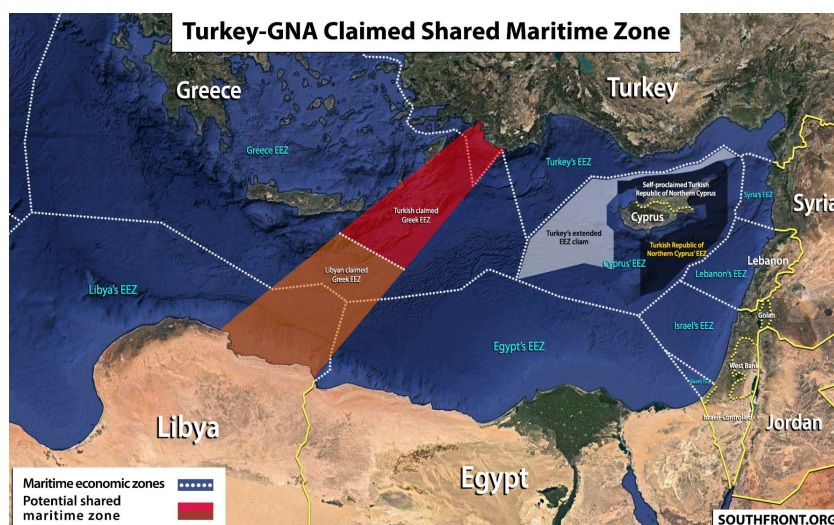 Turkey-GNA Claimed Shared Maritime Zone
Greece
Turkey
Greece EEZ
Turkey's EEZ
Self-proclaimed Turkish
Republic of Northern Cyprus
Syria's EEZ
Syria
Turkish claimed
Greek EEZ
Cyprus
Turkey's extended
EEZ cliam
Turkish Republic of
Northern Cyprus' EEZ
Cyprus' EEZ
Lebanon
Lebanon's EEZ
Libyan claimed
Greek EEZ
Libya's EEZ
Golan
Israel's EEZ
Egypt's EEZ
West Bank
Israeli-Controlled
Jordan
Libya
Egypt
Maritime economic zones
Potential shared
maritime zone
SOUTHFRONT.ORG